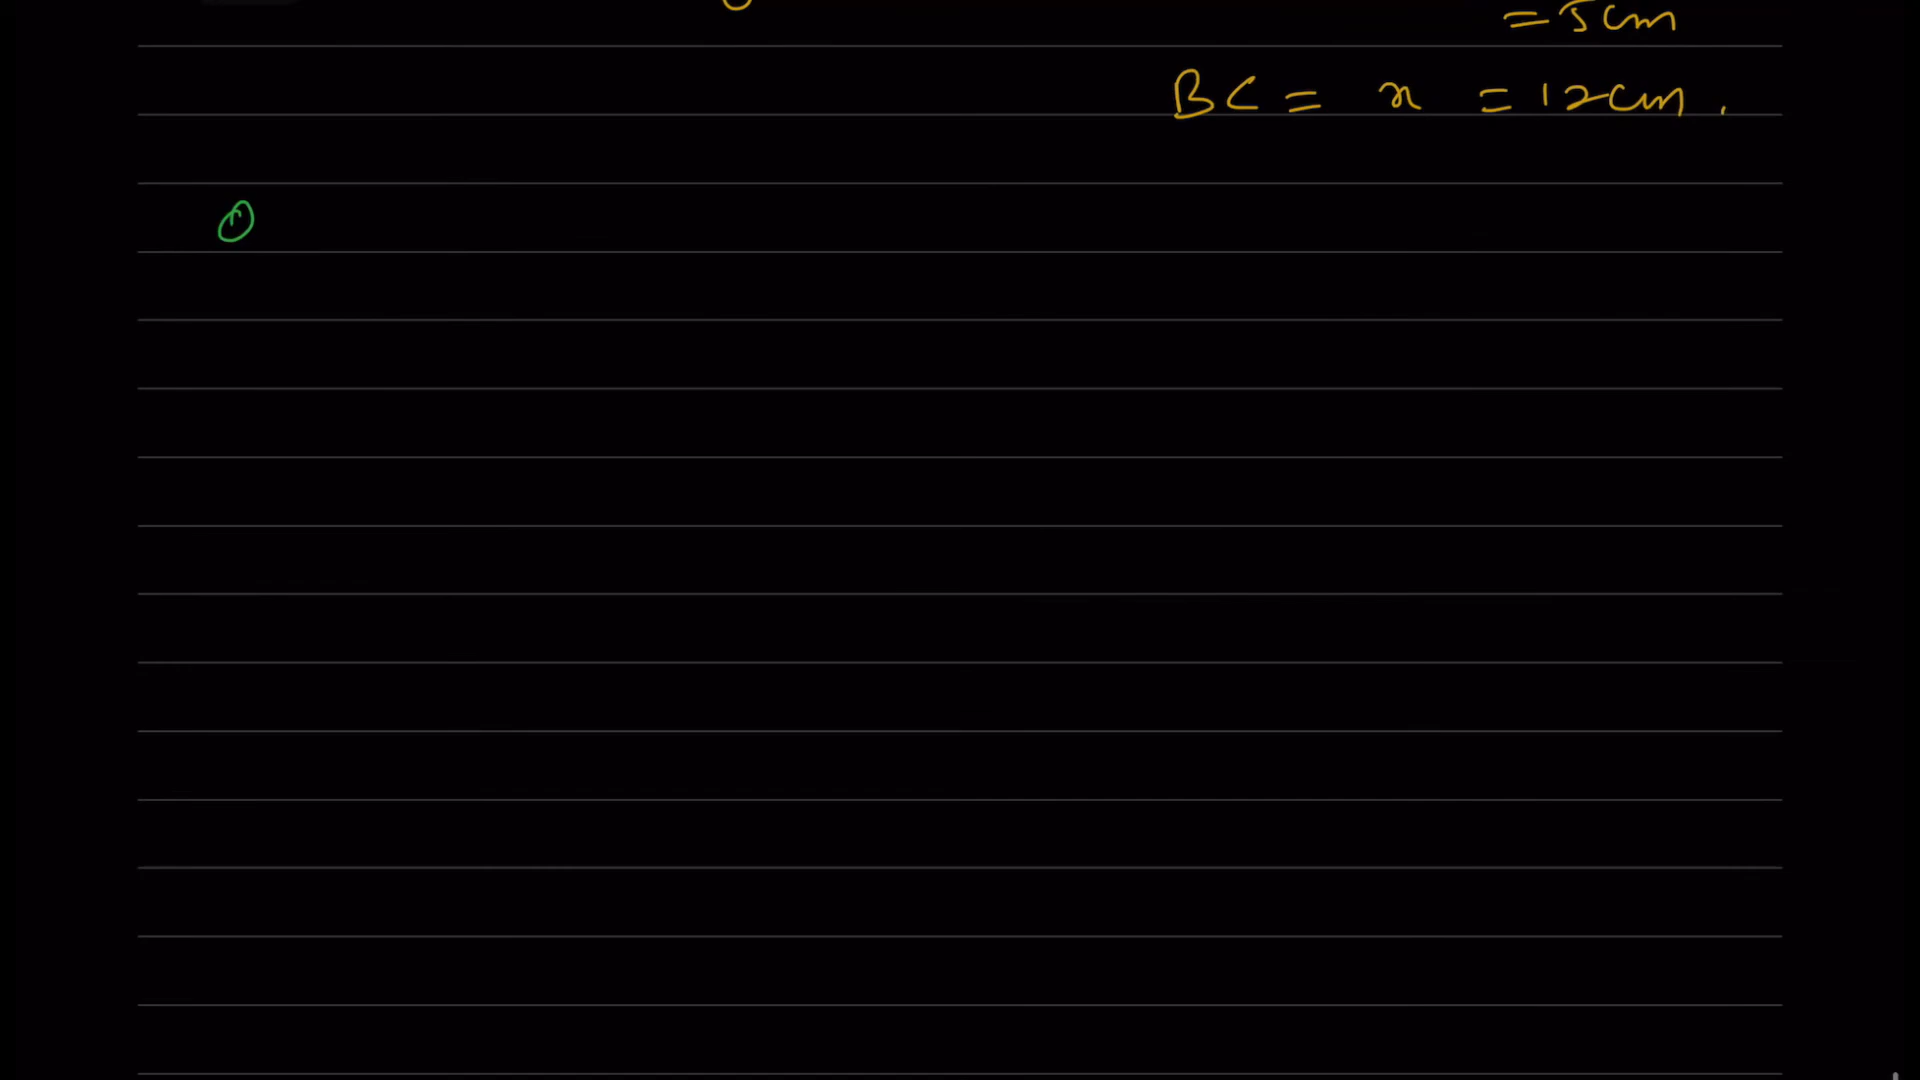 = 5cm
BC = x = 12cm.